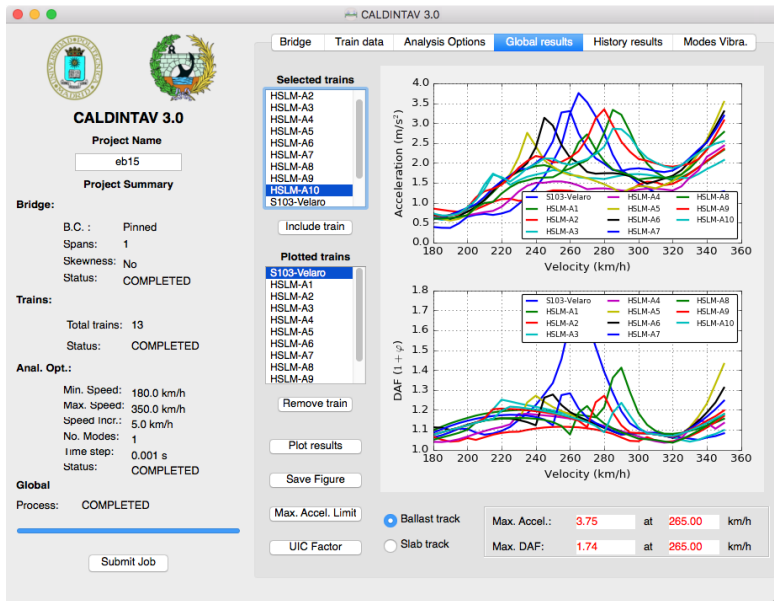 CALDINTAV 3.0
Bridge Train data Analysis Options Global results History results Modes Vibra.
CALDINTAV 3.0
Project Name
eb15
Project Summary
Bridge:
B.C. : Pinned
Spans: 1
Skewness: No
Status: COMPLETED
Trains:
Total trains: 13
Status: COMPLETED
Anal. Opt.:
Min. Speed: 180.0 km/h
Max. Speed: 350.0 km/h
Speed Incr.: 5.0 km/h
No. Modes: 1
Time step: 0.001 s
Status: COMPLETED
Global
Process: COMPLETED
Submit Job
Selected trains
HSLM-A2
HSLM-A3
HSLM-A4
HSLM-A5
HSLM-A6
HSLM-A7
HSLM-A8
HSLM-A9
HSLM-A10
S103-Velaro
Include train
Plotted trains
S103-Velaro
HSLM-A1
HSLM-A2
HSLM-A3
HSLM-A4
HSLM-A5
HSLM-A6
HSLM-A7
HSLM-A8
HSLM-A9
Remove train
Plot results
Save Figure
Max. Accel. Limit
UIC Factor
Acceleration (m/s²)
4.0
3.5
3.0
2.5
2.0
1.5
1.0
0.5
0.0
S103-Velaro HSLM-A4 HSLM-A8
HSLM-A1 HSLM-A5 HSLM-A9
HSLM-A2 HSLM-A6 HSLM-A10
HSLM-A3 HSLM-A7
180 200 220 240 260 280 300 320 340 360
Velocity (km/h)
DAF (1 + φ)
1.8
1.7
1.6
1.5
1.4
1.3
1.2
1.1
1.0
S103-Velaro HSLM-A4 HSLM-A8
HSLM-A1 HSLM-A5 HSLM-A9
HSLM-A2 HSLM-A6 HSLM-A10
HSLM-A3 HSLM-A7
180 200 220 240 260 280 300 320 340 360
Velocity (km/h)
Ballast track
Slab track
Max. Accel.: 3.75 at 265.00 km/h
Max. DAF: 1.74 at 265.00 km/h